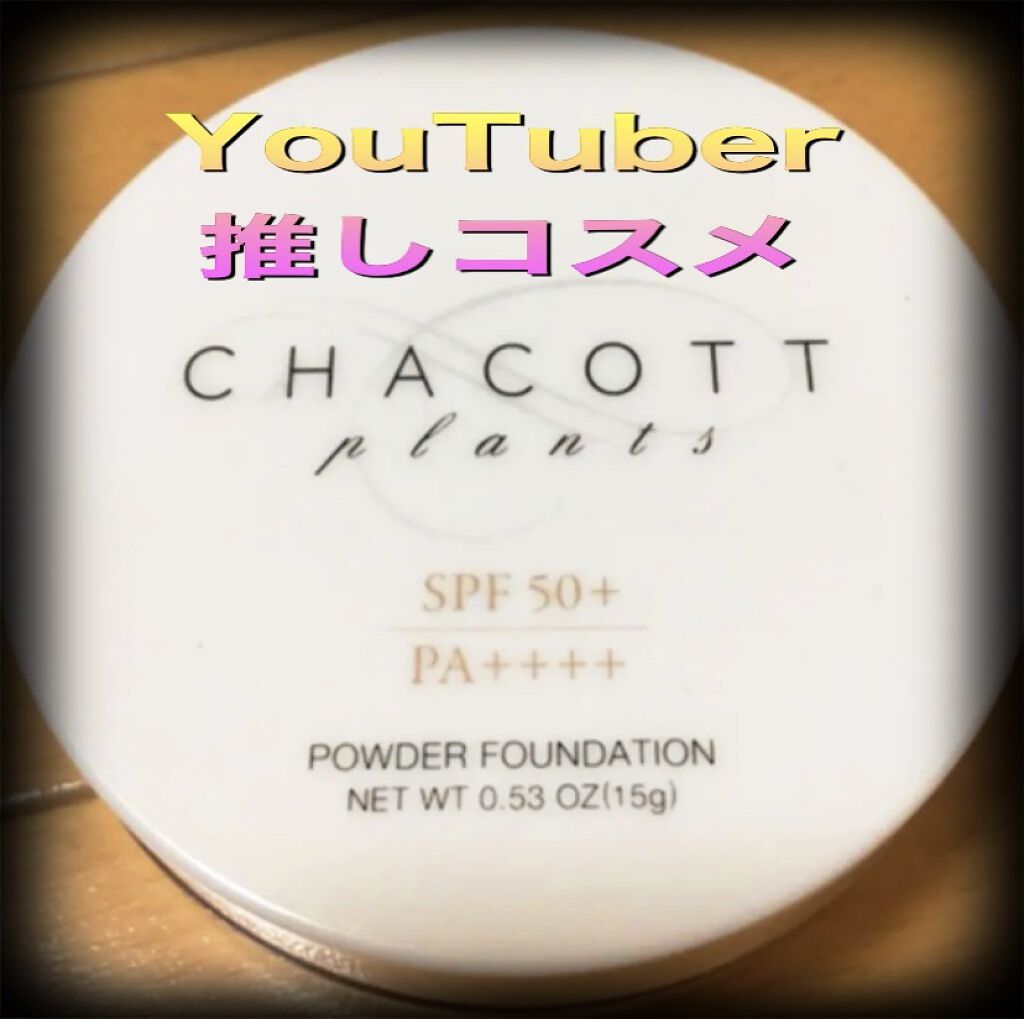 YouTuber
推しコスメ
CHACOTT
plants
SPF 50+
PA++++
POWDER FOUNDATION
NET WT 0.53 OZ(15g)